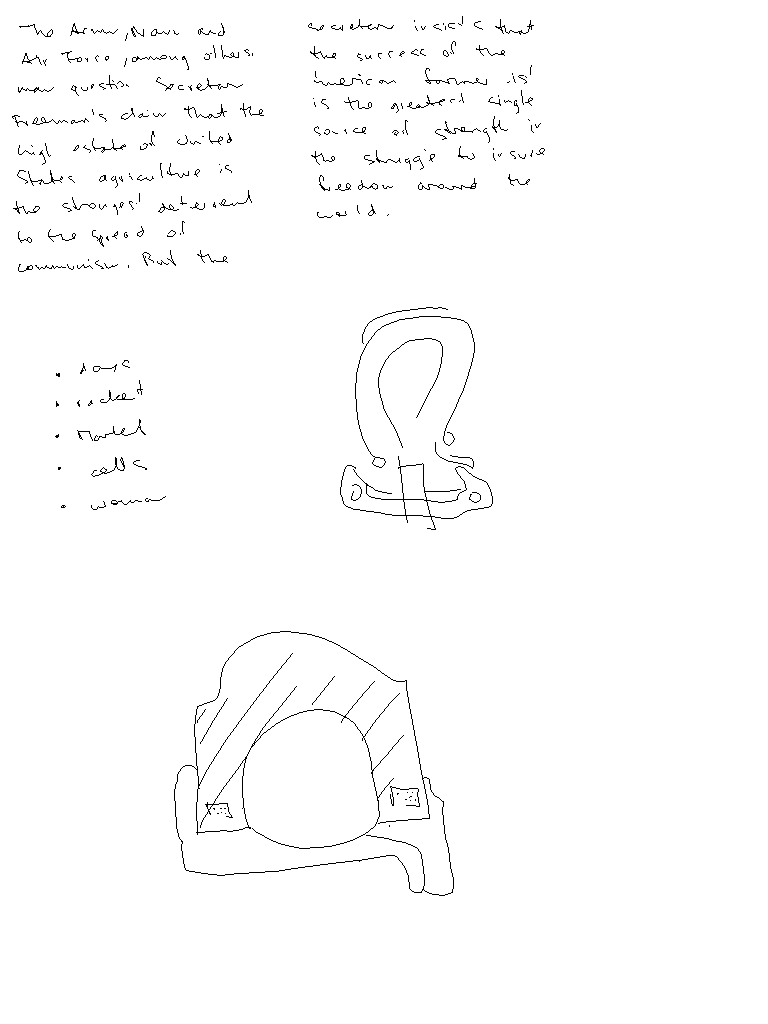 The Army, Navy and
Air Force, among others,
may question Secretary
Freeman's claim that the
high estate of United
States agriculture is
the strongest deterrent
to the spread of
communism. But the
secretary insists that
the success of the
American farmer "is"
is the greatest single
source of strength in
the struggle to insure
freedom around the
world.
• days
• rocket
• Market
• cells
• woman